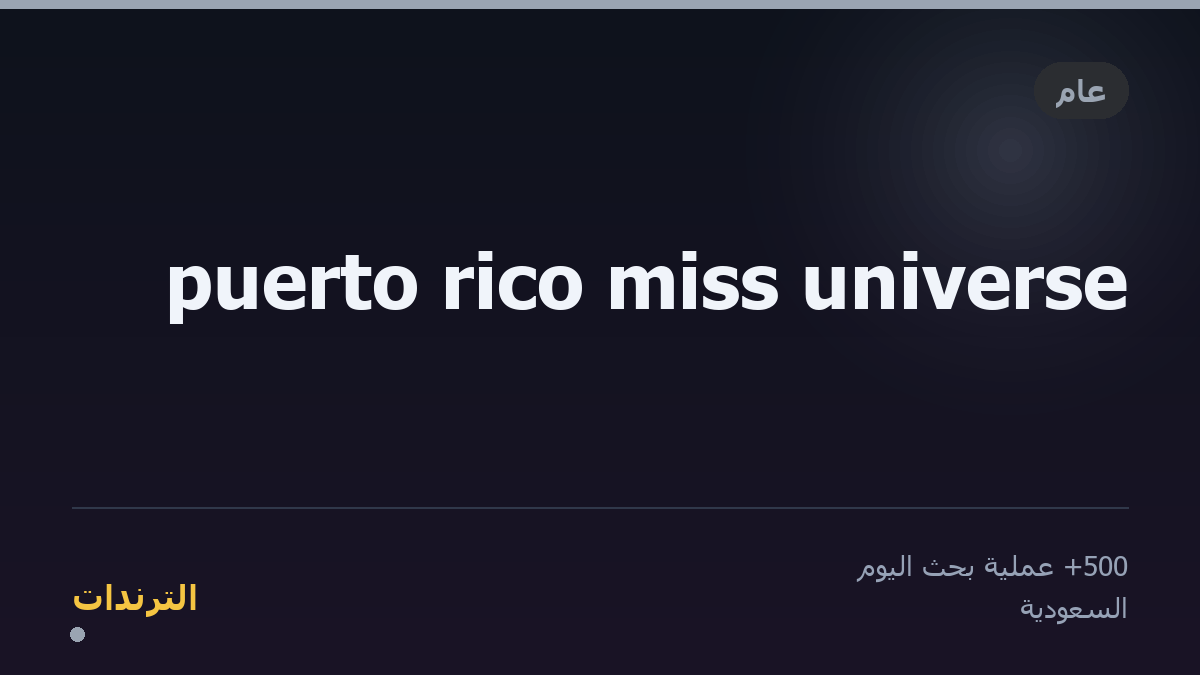 عام
puerto rico miss universe
500+ عملية بحث اليوم
السعودية
الترندات